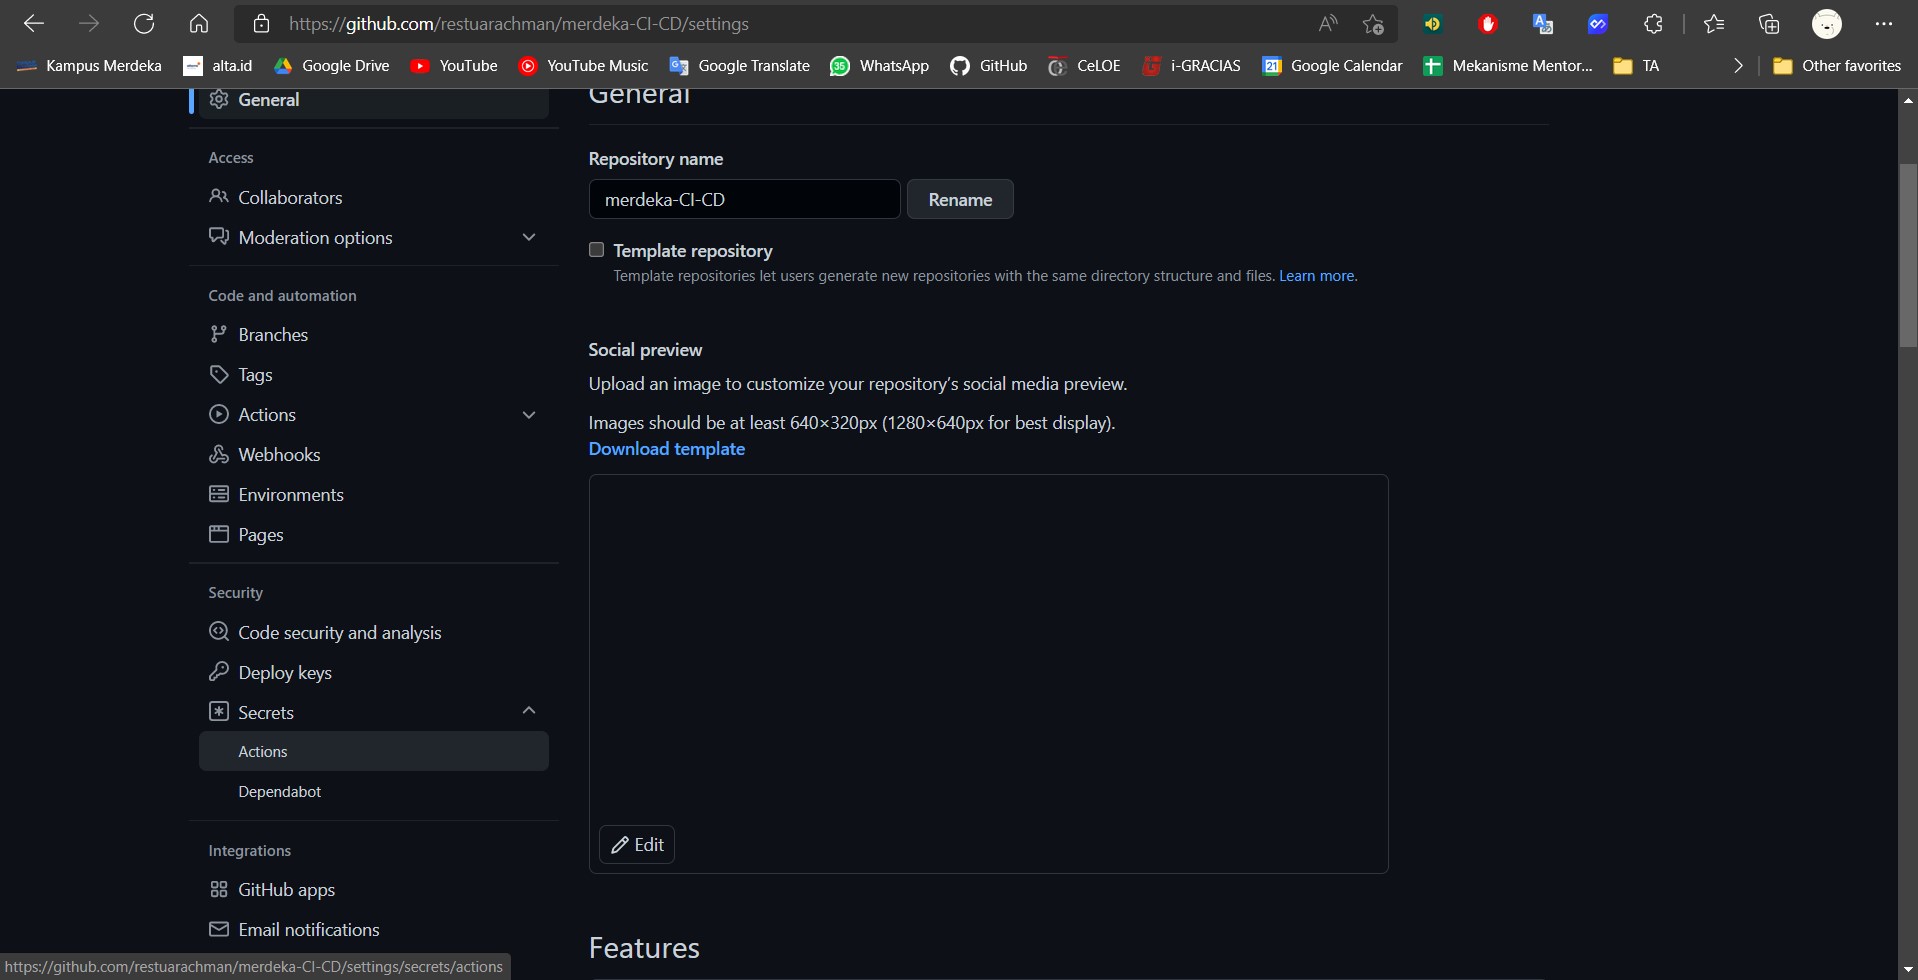 https://github.com/restuarachman/merdeka-CI-CD/settings
Kampus Merdeka
alta.id
Google Drive
YouTube
YouTube Music
Google Translate
35
WhatsApp
GitHub
CeLOE
i-GRACIAS
21
Google Calendar
Mekanisme Mentor...
TA
Other favorites
General
Access
Collaborators
Moderation options
Code and automation
Branches
Tags
Actions
Webhooks
Environments
Pages
Security
Code security and analysis
Deploy keys
Secrets
Actions
Dependabot
Integrations
GitHub apps
Email notifications
https://github.com/restuarachman/merdeka-CI-CD/settings/secrets/actions
General
Repository name
merdeka-CI-CD
Rename
Template repository
Template repositories let users generate new repositories with the same directory structure and files. Learn more.
Social preview
Upload an image to customize your repository’s social media preview.
Images should be at least 640×320px (1280×640px for best display).
Download template
Edit
Features